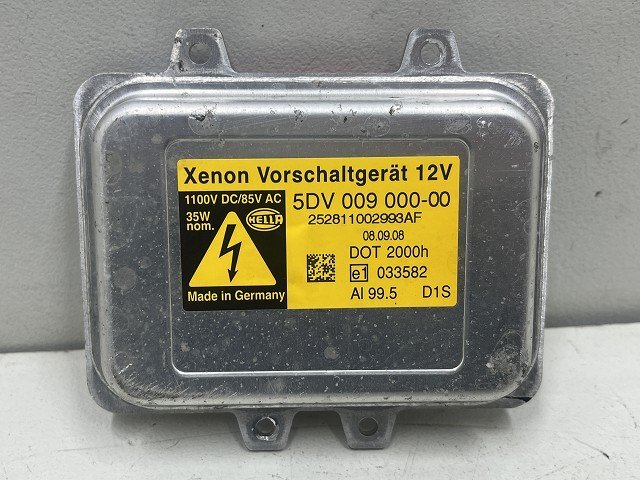 Xenon Vorschaltgerät 12V
1100V DC/85V AC
35W
nom.
HELLA
Made in Germany
5DV 009 000-00
252811002993AF
08.09.08
DOT 2000h
e1 033582
Al 99.5 D1S